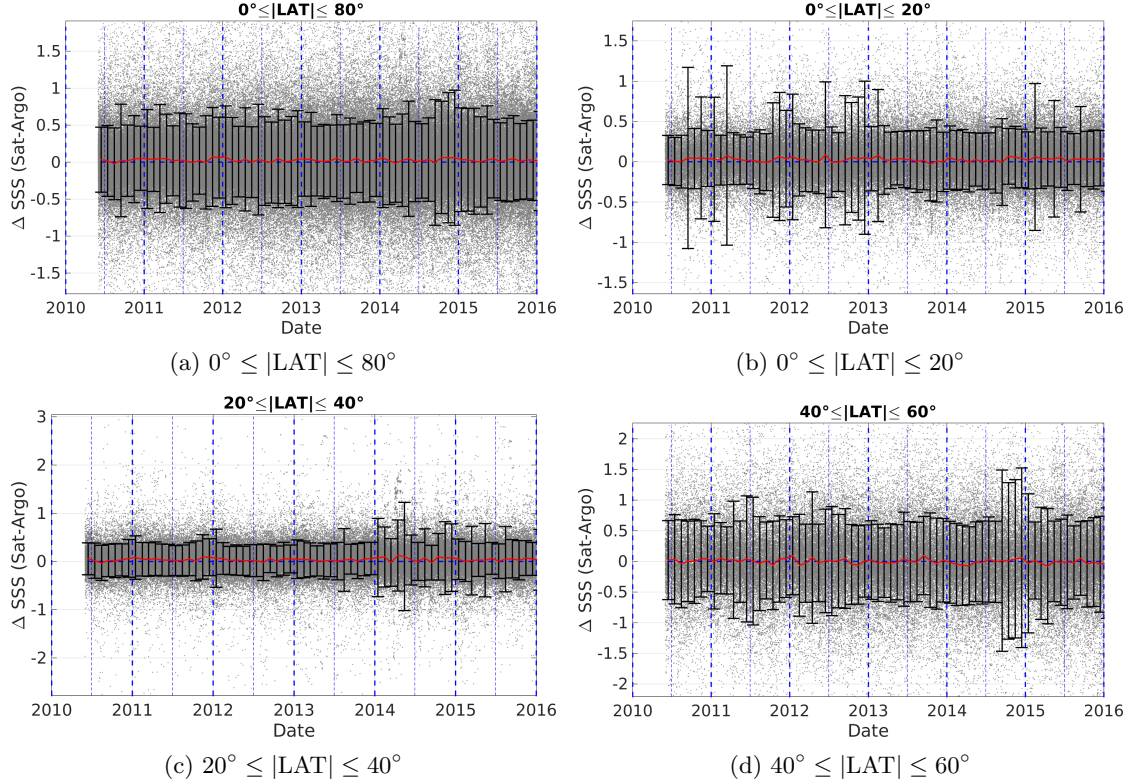 0°≤|LAT|≤ 80°
Δ SSS (Sat-Argo)
1.5
1
0.5
0
-0.5
-1
-1.5
2010 2011 2012 2013 2014 2015 2016
Date
(a) 0° ≤ |LAT| ≤ 80°
0°≤|LAT|≤ 20°
Δ SSS (Sat-Argo)
1.5
1
0.5
0
-0.5
-1
-1.5
2010 2011 2012 2013 2014 2015 2016
Date
(b) 0° ≤ |LAT| ≤ 20°
20°≤|LAT|≤ 40°
Δ SSS (Sat-Argo)
3
2
1
0
-1
-2
2010 2011 2012 2013 2014 2015 2016
Date
(c) 20° ≤ |LAT| ≤ 40°
40°≤|LAT|≤ 60°
Δ SSS (Sat-Argo)
2
1.5
1
0.5
0
-0.5
-1
-1.5
-2
2010 2011 2012 2013 2014 2015 2016
Date
(d) 40° ≤ |LAT| ≤ 60°